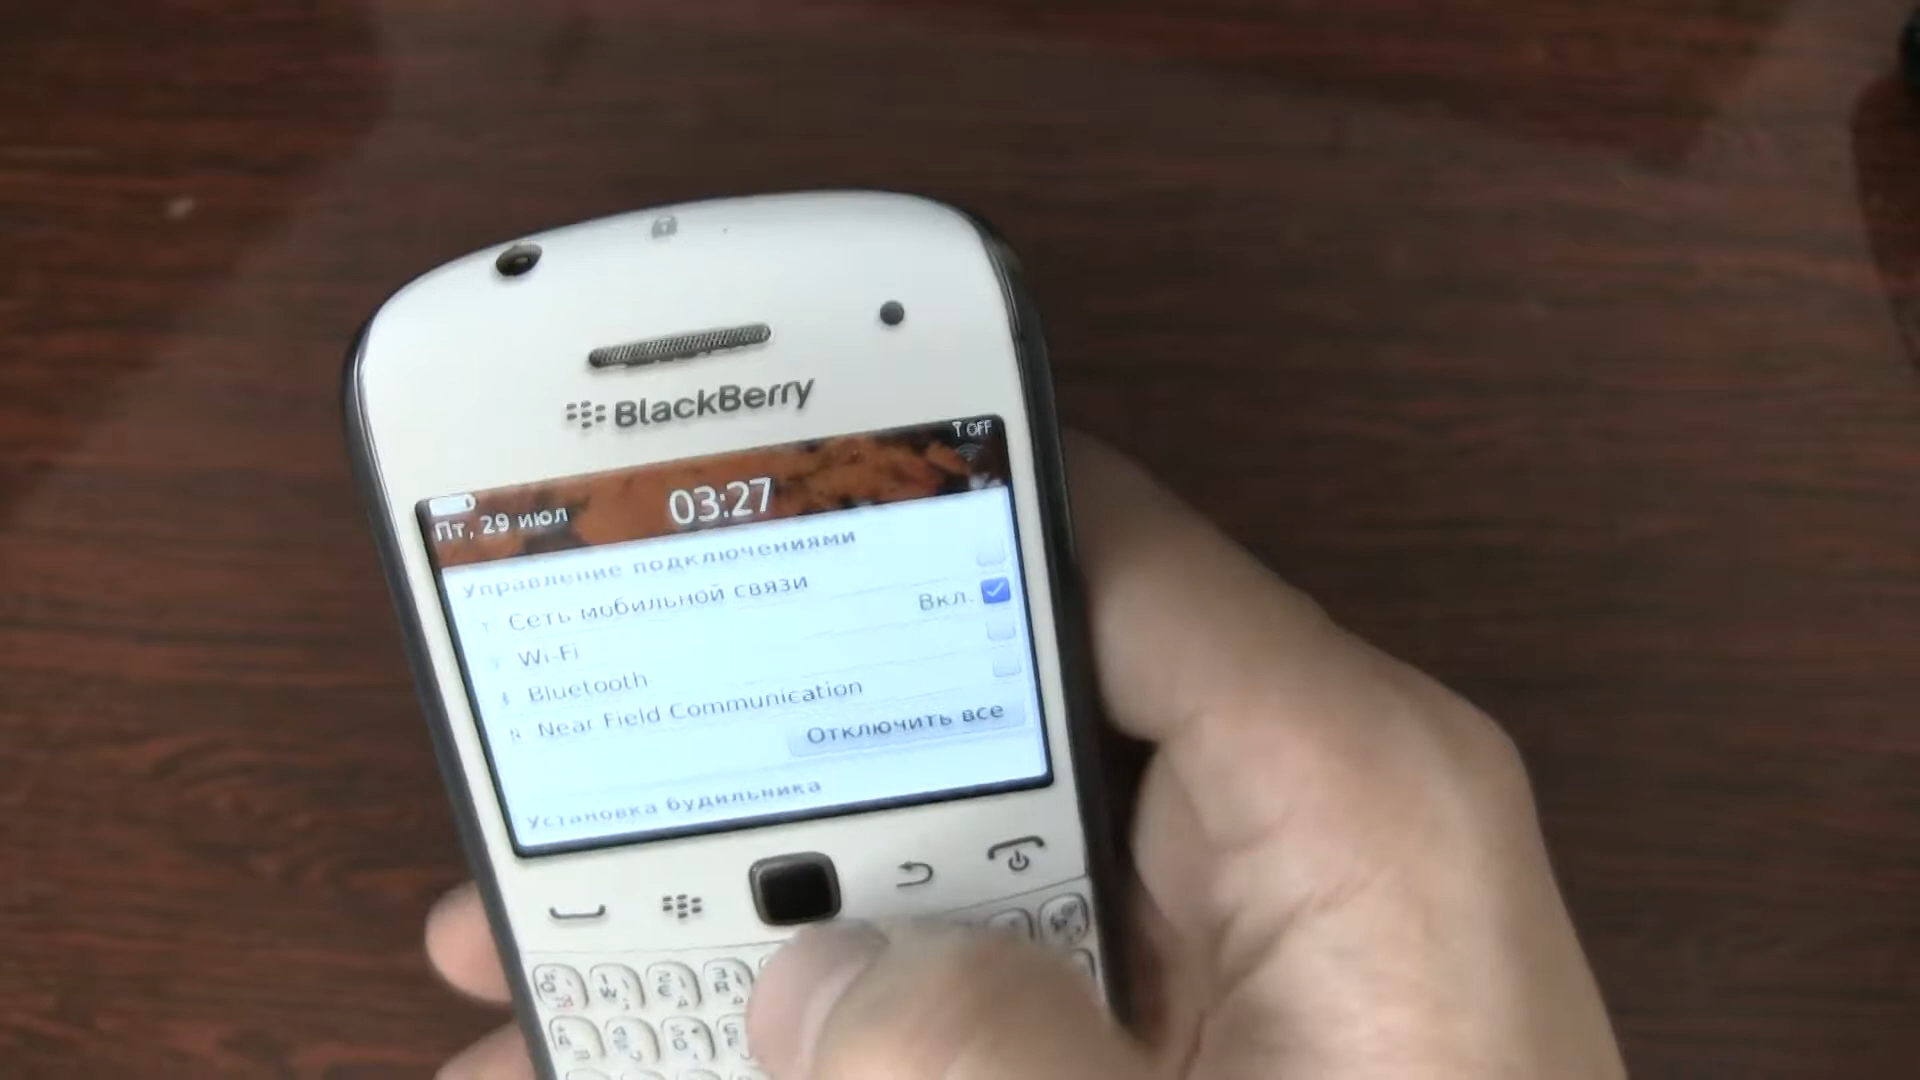 BlackBerry
OFF
03:27
Пт, 29 июл
Управление подключениями
Сеть мобильной связи
Вкл.
Wi-Fi
Bluetooth
Near Field Communication
Отключить все
Установка будильника